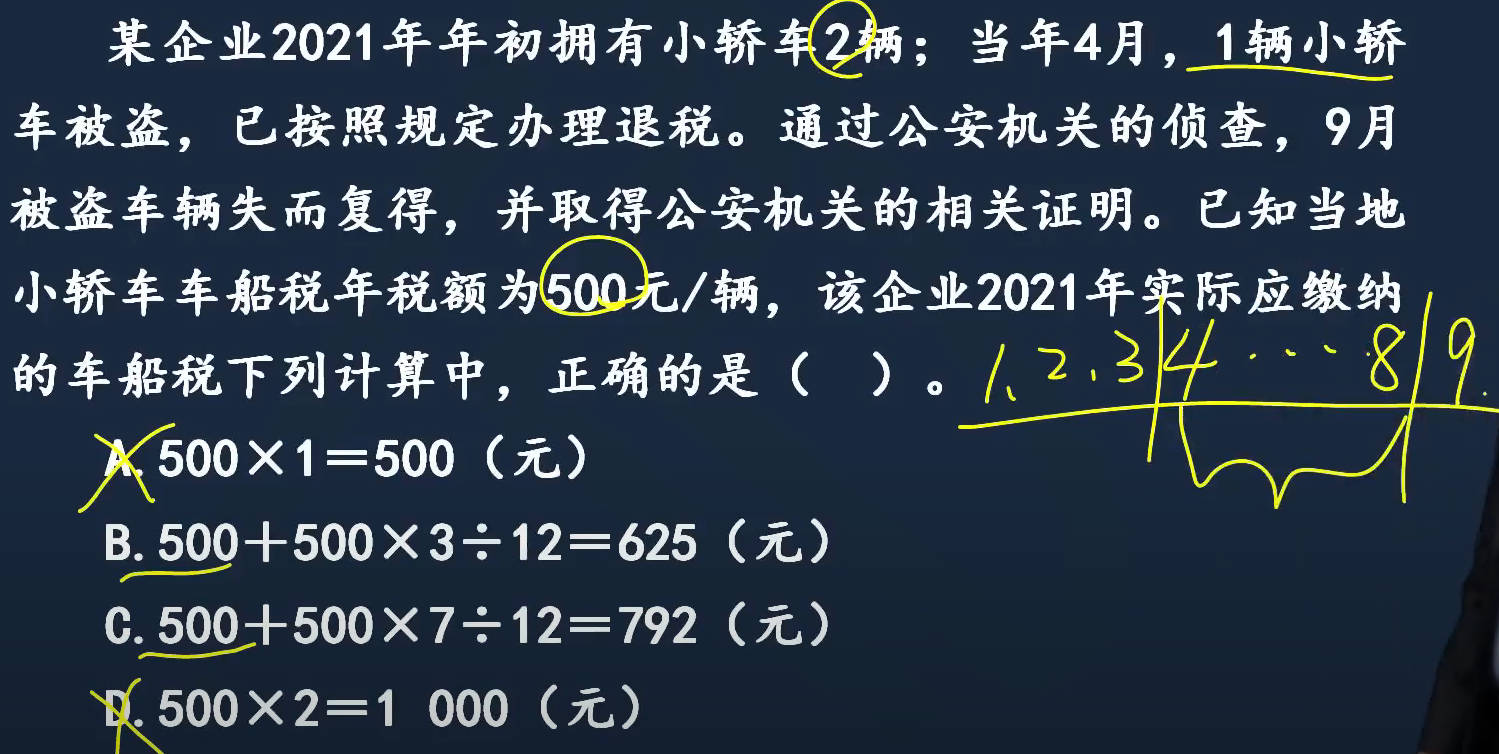 某企业2021年年初拥有小轿车2辆；当年4月，1辆小轿
车被盗，已按照规定办理退税。通过公安机关的侦查，9月
被盗车辆失而复得，并取得公安机关的相关证明。已知当地
小轿车车船税年税额为500元/辆，该企业2021年实际应缴纳
的车船税下列计算中，正确的是（ ）。
1、2、3 4 … 8 9.
A. 500×1＝500（元）
B. 500＋500×3÷12＝625（元）
C. 500＋500×7÷12＝792（元）
D. 500×2＝1 000（元）